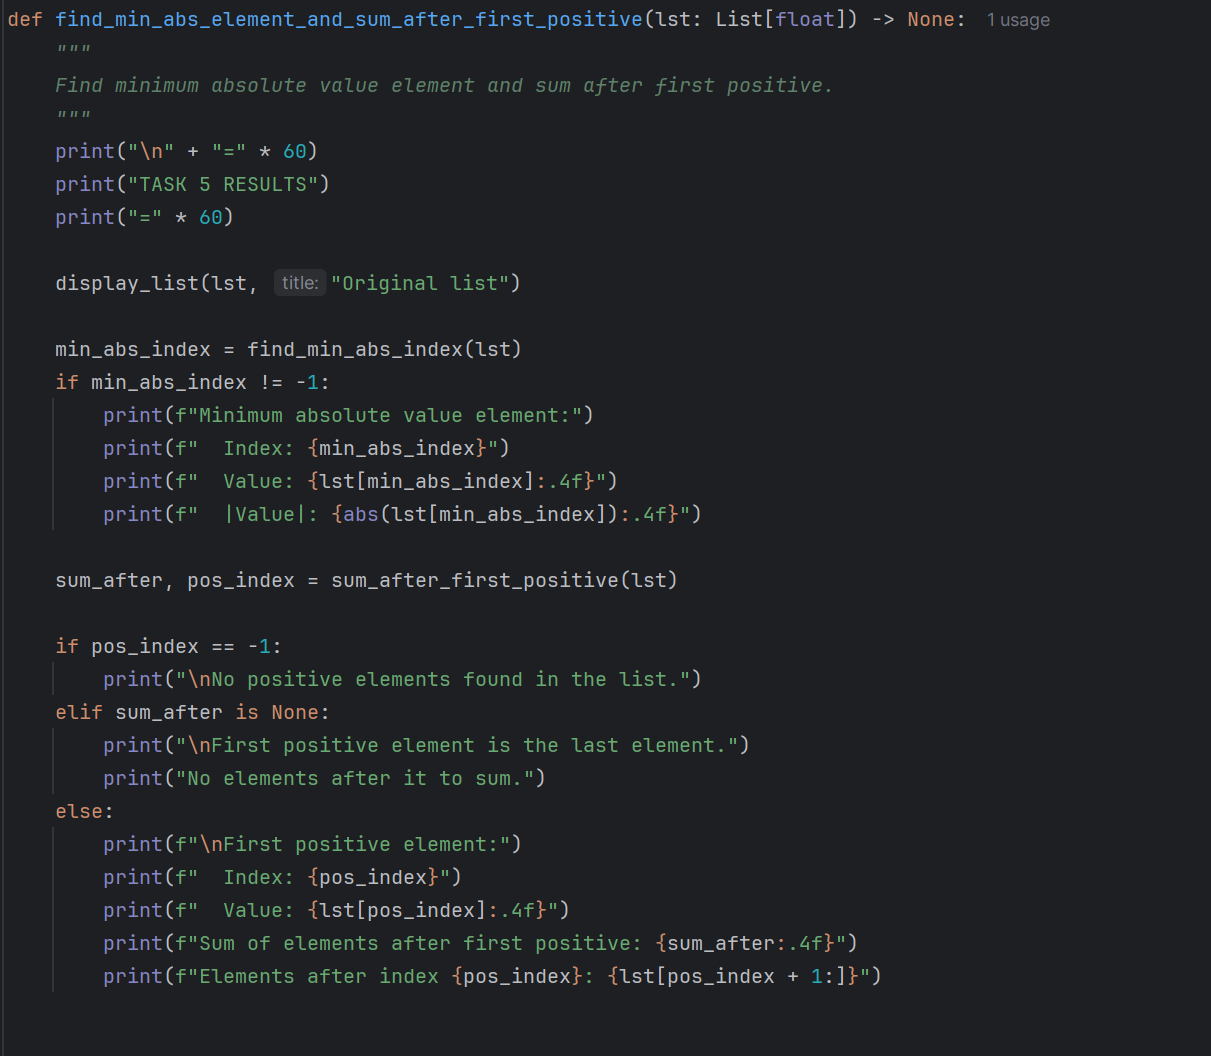 def find_min_abs_element_and_sum_after_first_positive(lst: List[float]) -> None:  1 usage
    """
    Find minimum absolute value element and sum after first positive.
    """
    print("\n" + "=" * 60)
    print("TASK 5 RESULTS")
    print("=" * 60)

    display_list(lst, title: "Original list")

    min_abs_index = find_min_abs_index(lst)
    if min_abs_index != -1:
        print(f"Minimum absolute value element:")
        print(f"  Index: {min_abs_index}")
        print(f"  Value: {lst[min_abs_index]:.4f}")
        print(f"  |Value|: {abs(lst[min_abs_index]):.4f}")

    sum_after, pos_index = sum_after_first_positive(lst)

    if pos_index == -1:
        print("\nNo positive elements found in the list.")
    elif sum_after is None:
        print("\nFirst positive element is the last element.")
        print("No elements after it to sum.")
    else:
        print(f"\nFirst positive element:")
        print(f"  Index: {pos_index}")
        print(f"  Value: {lst[pos_index]:.4f}")
        print(f"Sum of elements after first positive: {sum_after:.4f}")
        print(f"Elements after index {pos_index}: {lst[pos_index + 1:]}")